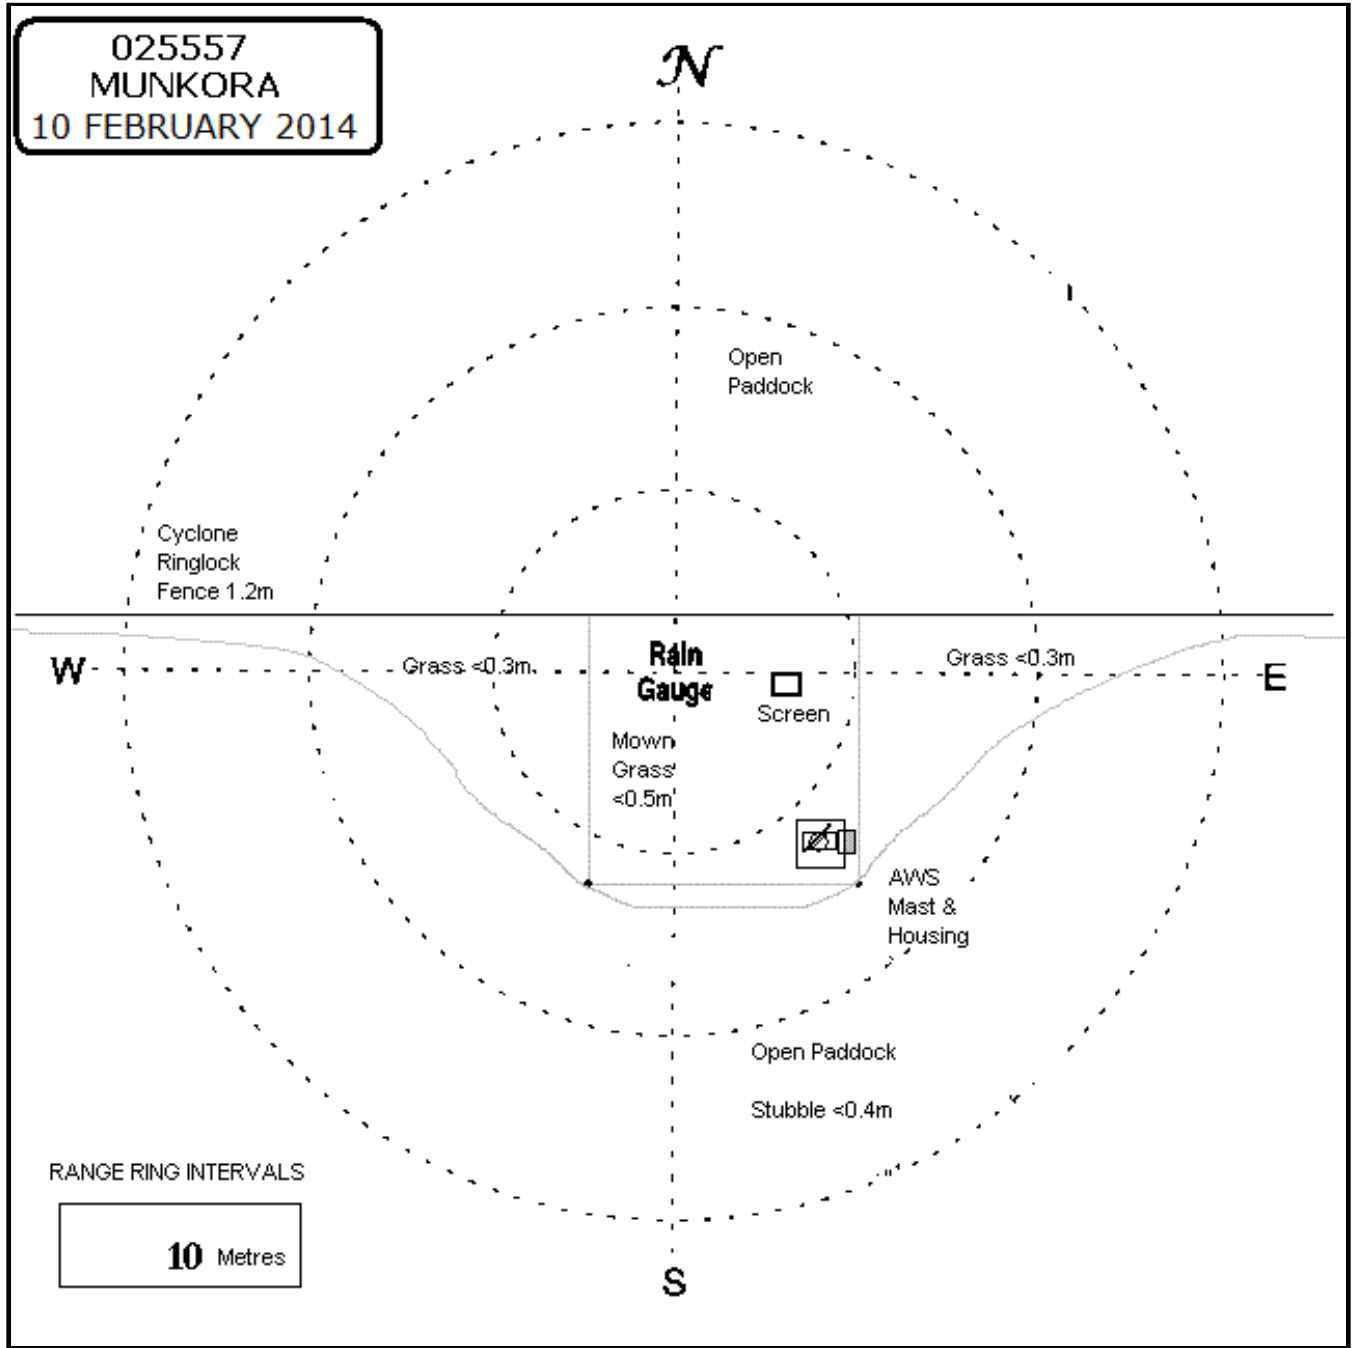 025557
MUNKORA
10 FEBRUARY 2014
N
Open
Paddock
Cyclone
Ringlock
Fence 1.2m
W
Grass <0.3m
Rain
Gauge
Grass <0.3m
E
Screen
Mown
Grass
<0.5m
AWS
Mast &
Housing
Open Paddock
Stubble <0.4m
RANGE RING INTERVALS
10 Metres
S